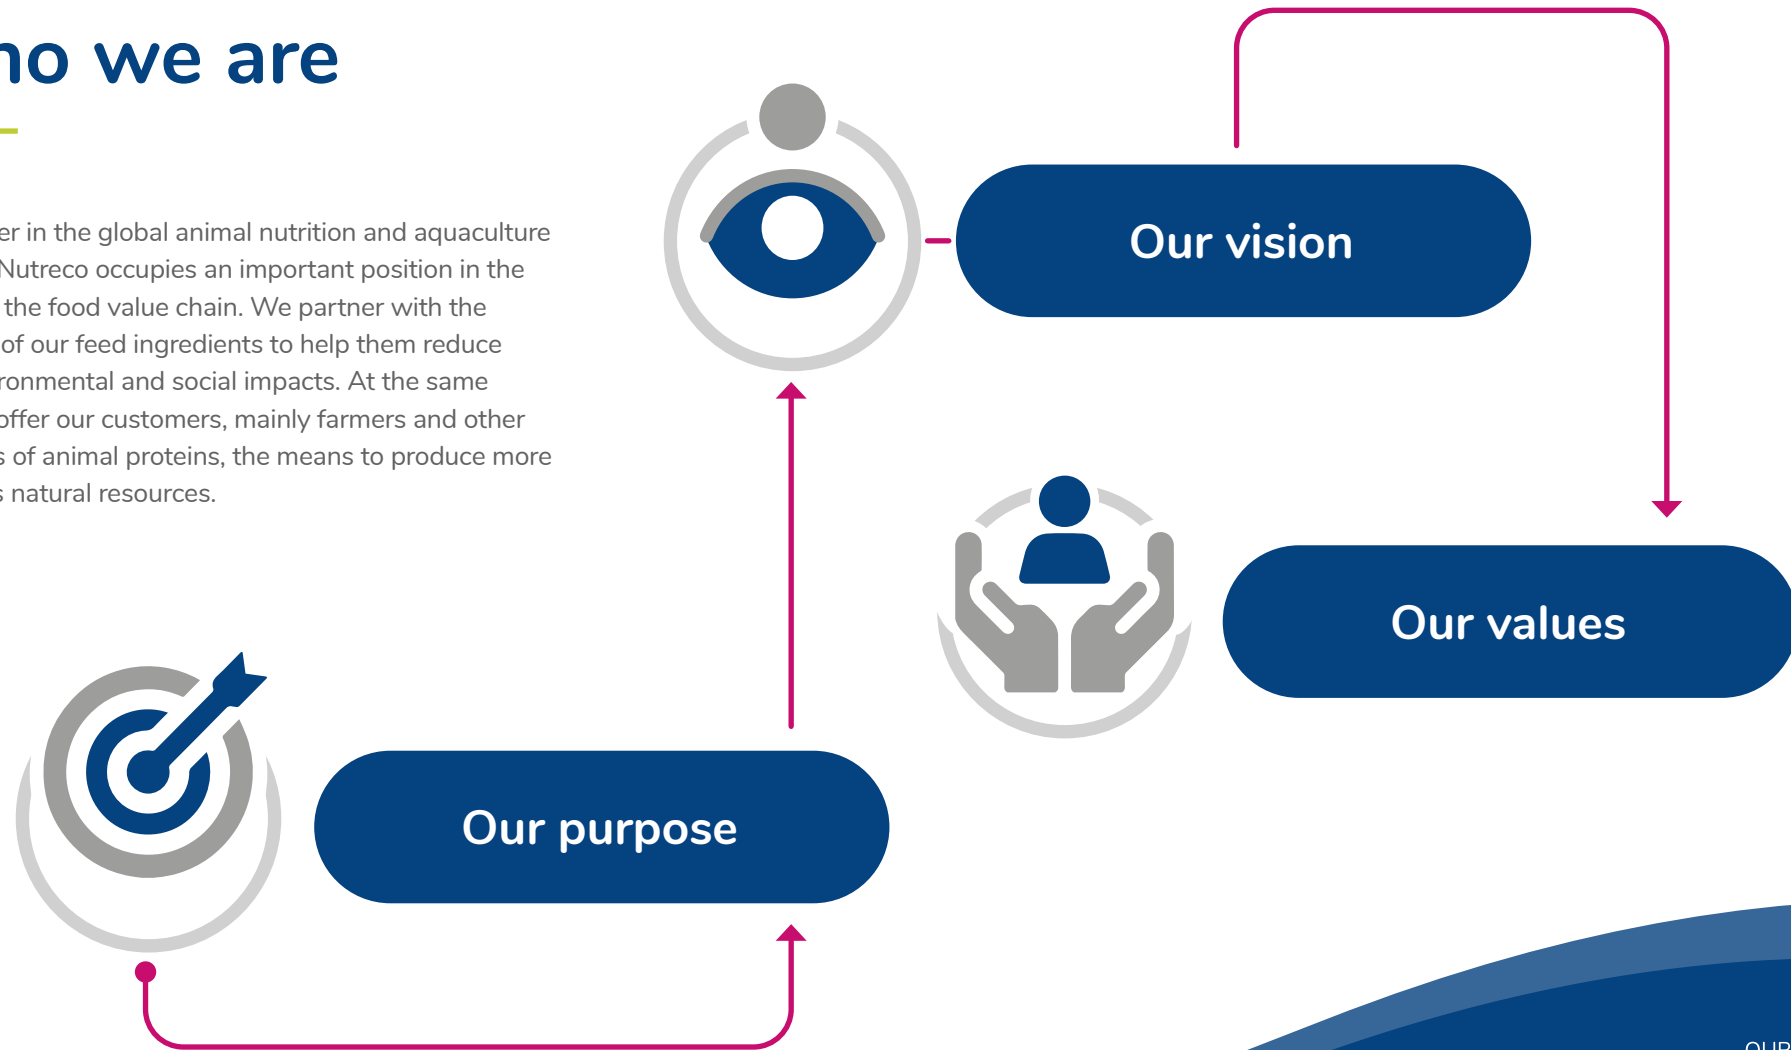 no we are
er in the global animal nutrition and aquaculture
Nutreco occupies an important position in the
the food value chain. We partner with the
of our feed ingredients to help them reduce
ronmental and social impacts. At the same
offer our customers, mainly farmers and other
s of animal proteins, the means to produce more
s natural resources.
Our vision
Our values
Our purpose
OUR